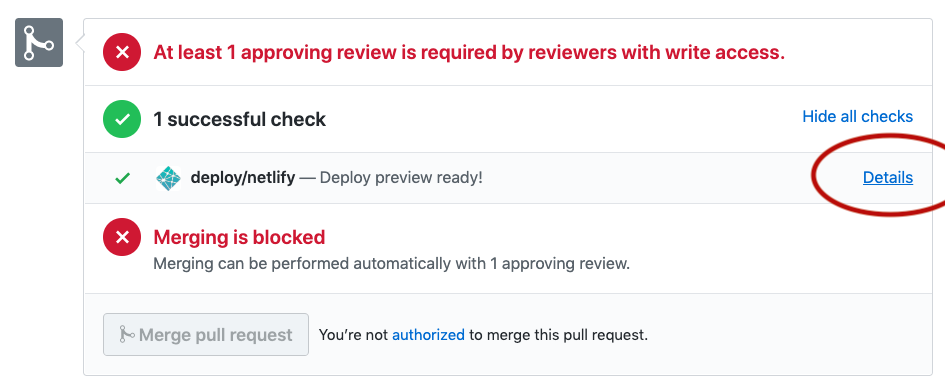 At least 1 approving review is required by reviewers with write access.
1 successful check
Hide all checks
deploy/netlify — Deploy preview ready!
Details
Merging is blocked
Merging can be performed automatically with 1 approving review.
Merge pull request
You’re not authorized to merge this pull request.